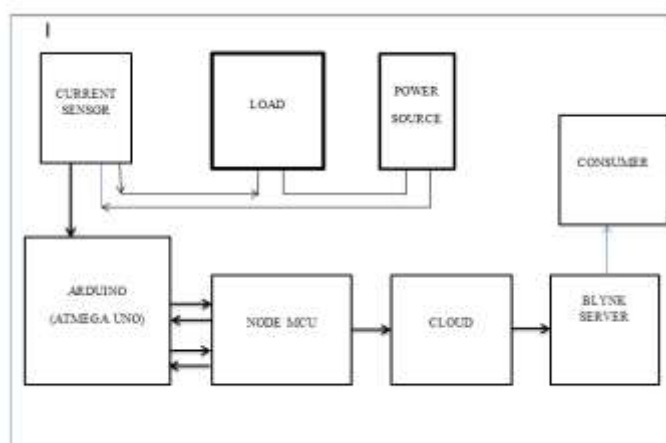 CURRENT
SENSOR
LOAD
POWER
SOURCE
CONSUMER
ARDUINO
(ATMEGA UNO)
NODE MCU
CLOUD
BLYNK
SERVER